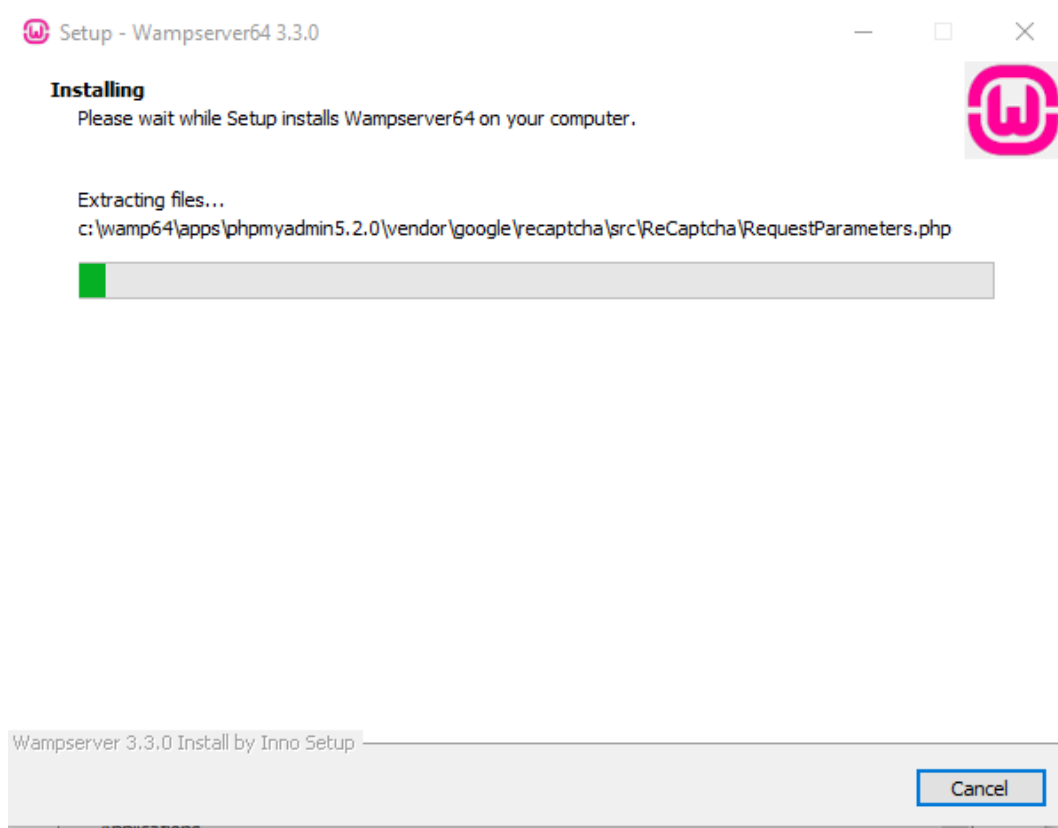 Setup - Wampserver64 3.3.0
Installing
Please wait while Setup installs Wampserver64 on your computer.
Extracting files...
c:\wamp64\apps\phpmyadmin5.2.0\vendor\google\recaptcha\src\ReCaptcha\RequestParameters.php
Wampserver 3.3.0 Install by Inno Setup
Cancel